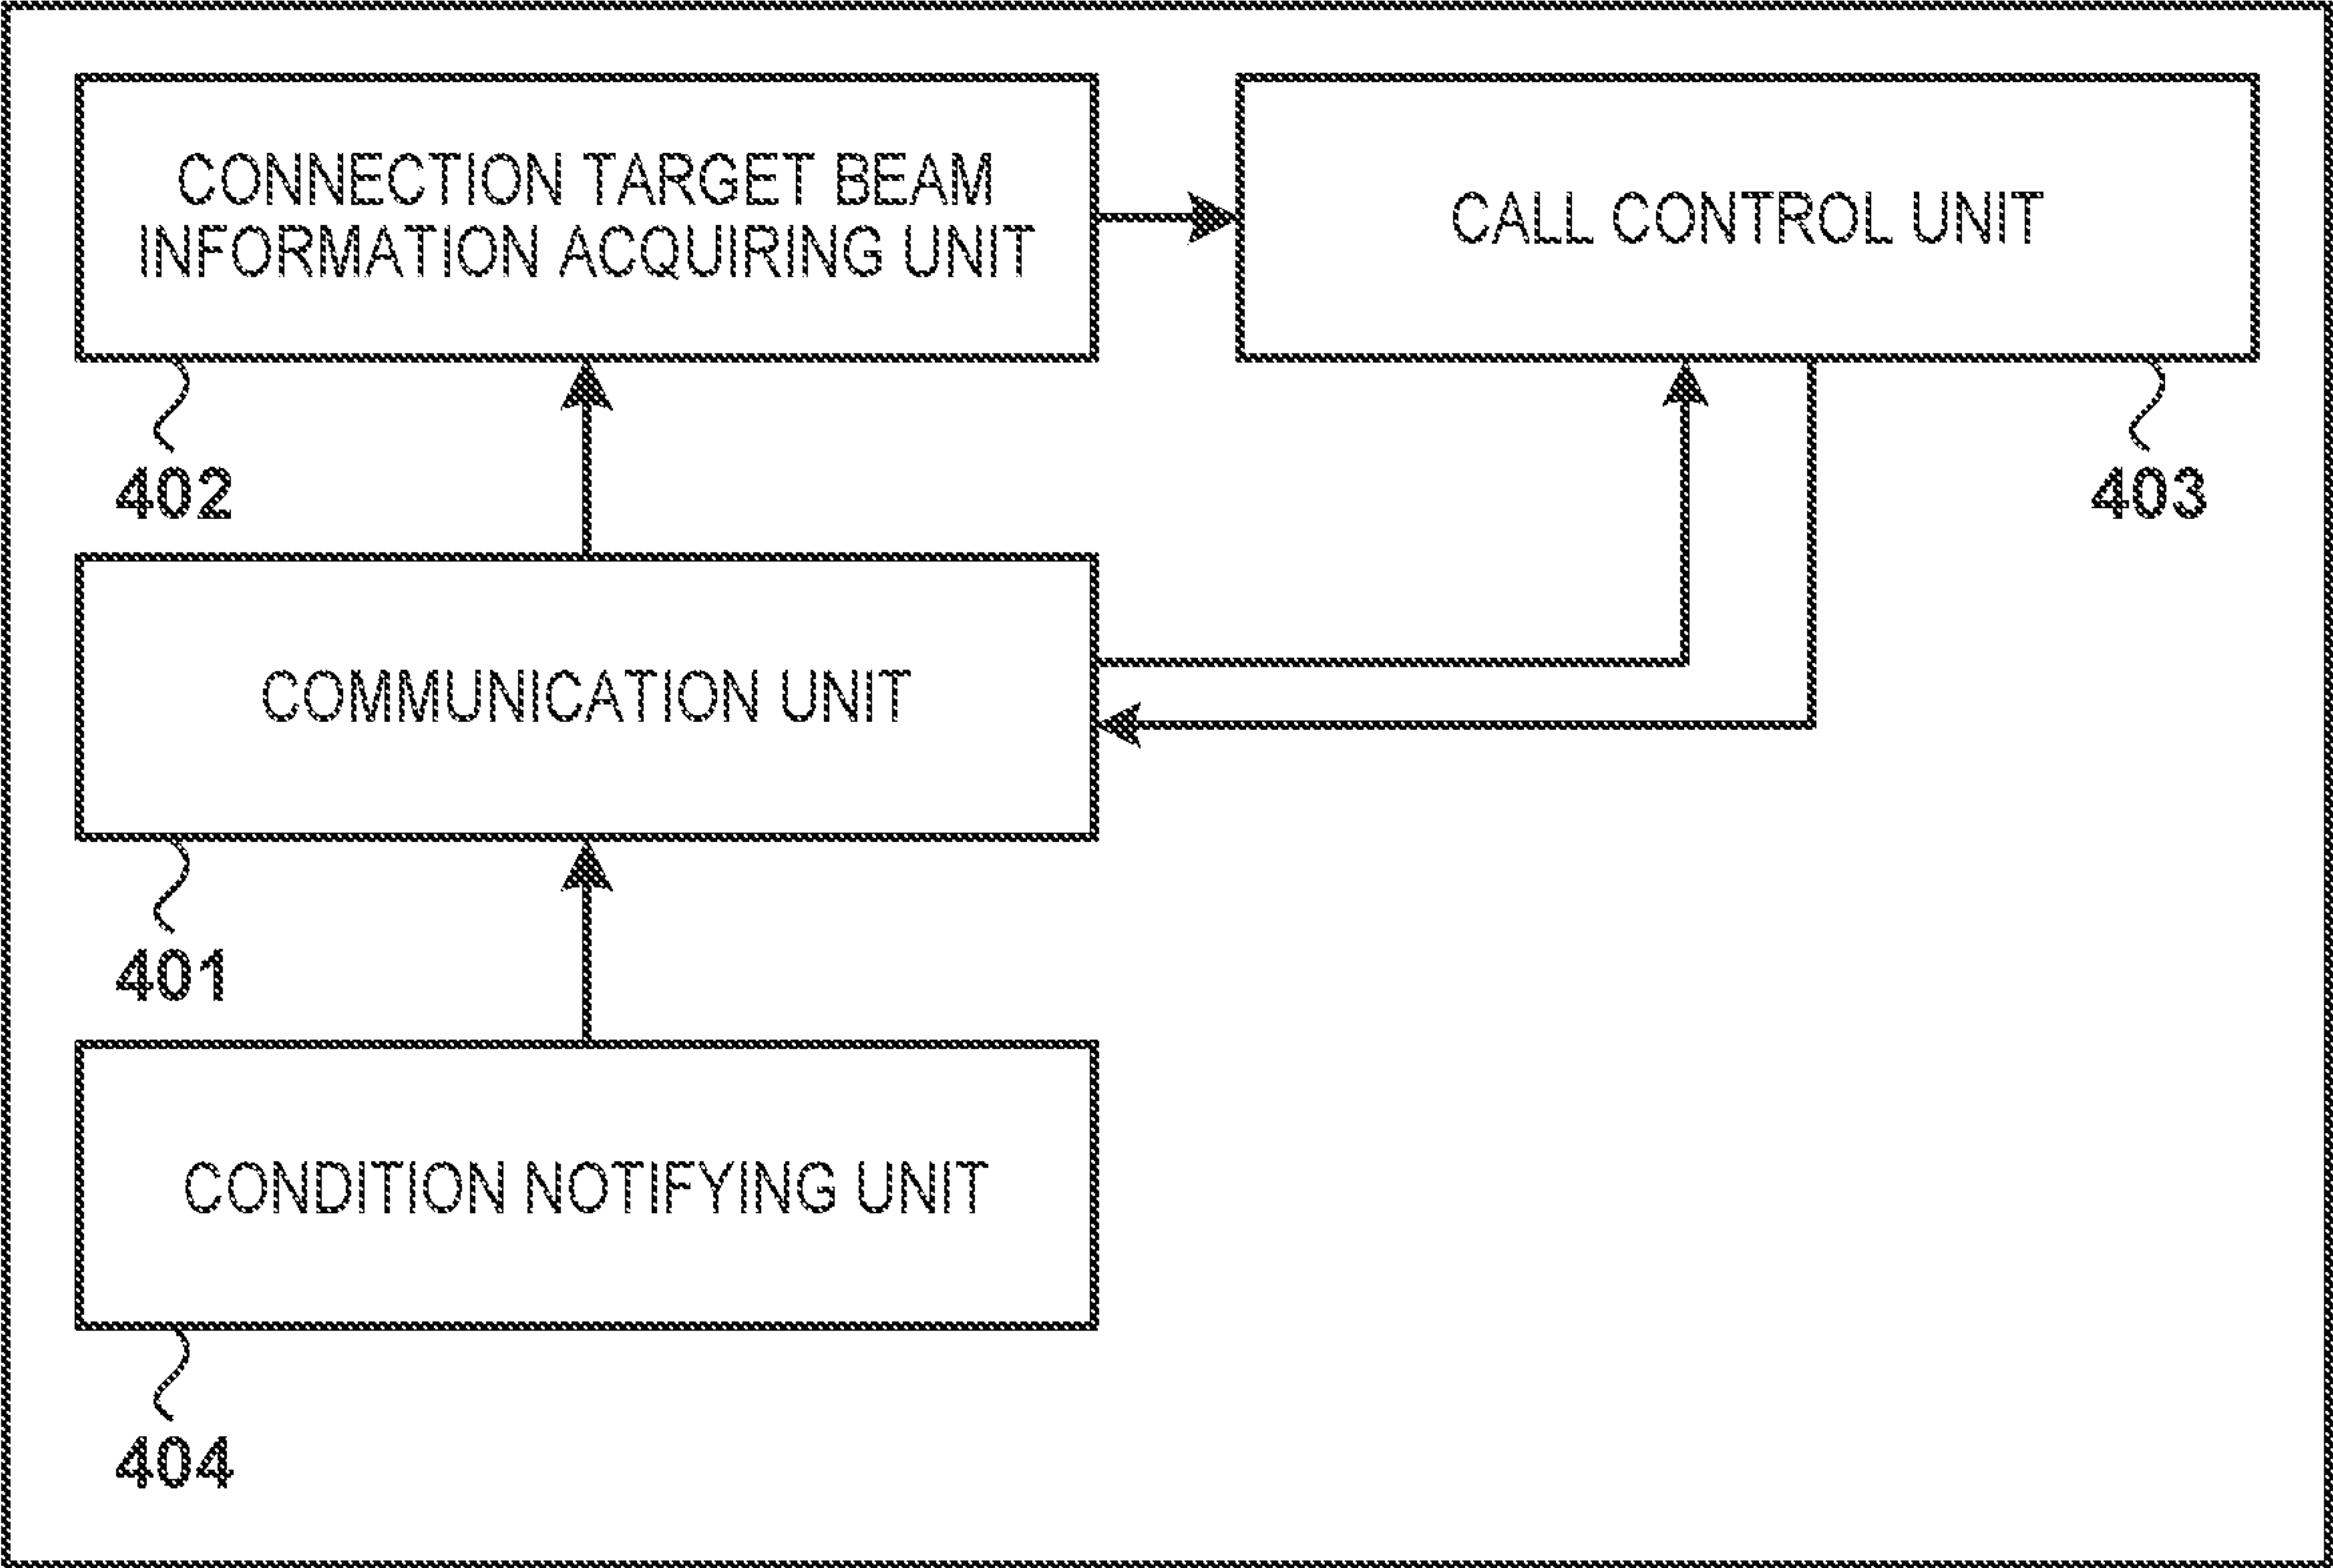 CONNECTION TARGET BEAM
INFORMATION ACQUIRING UNIT
CALL CONTROL UNIT
402
403
COMMUNICATION UNIT
401
CONDITION NOTIFYING UNIT
404